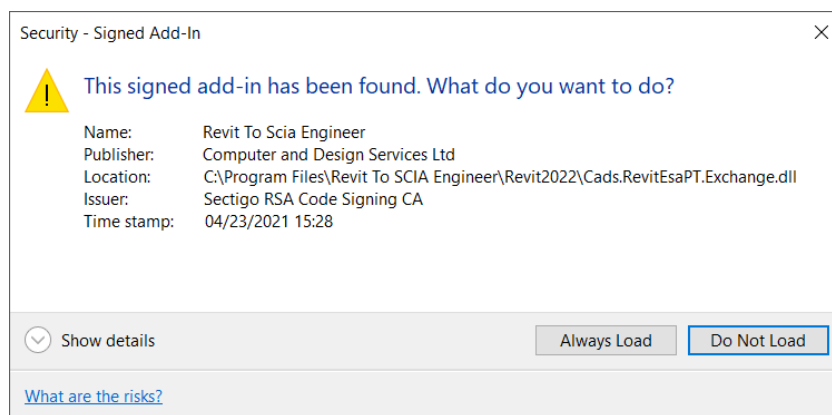 Security - Signed Add-In
This signed add-in has been found. What do you want to do?
Name: Revit To Scia Engineer
Publisher: Computer and Design Services Ltd
Location: C:\Program Files\Revit To SCIA Engineer\Revit2022\Cads.RevitEsaPT.Exchange.dll
Issuer: Sectigo RSA Code Signing CA
Time stamp: 04/23/2021 15:28
Show details Always Load Do Not Load
What are the risks?